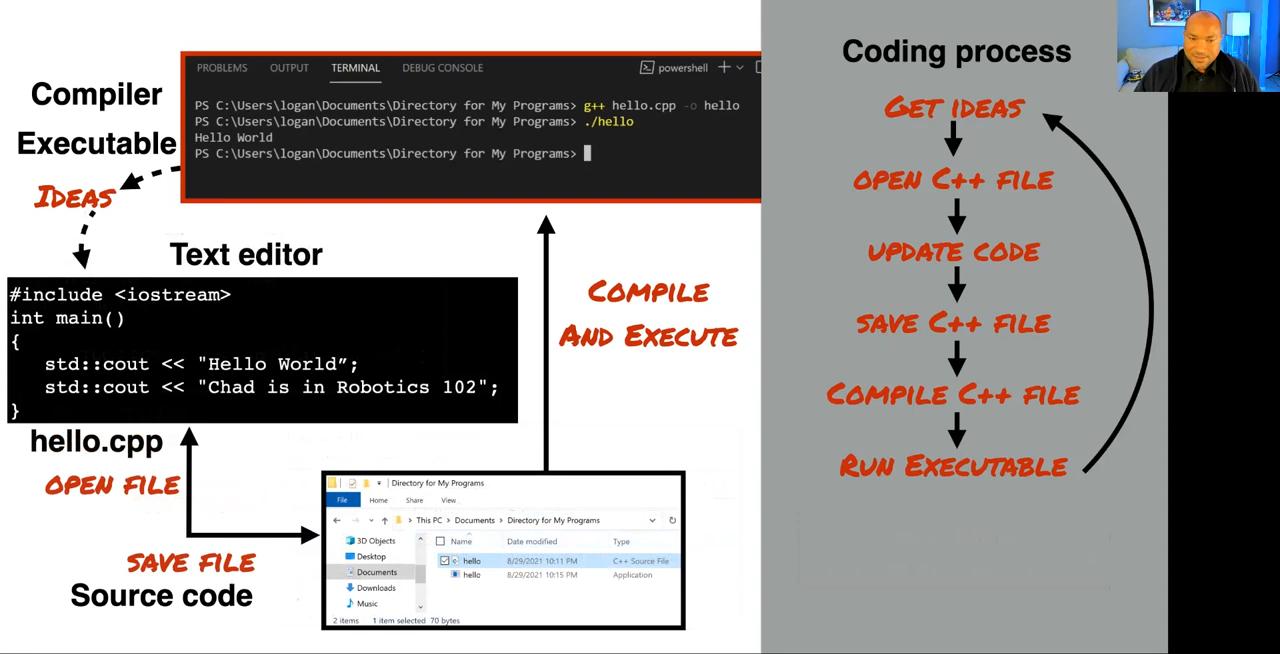 Compiler
Executable
Ideas
PROBLEMS OUTPUT TERMINAL DEBUG CONSOLE powershell
PS C:\Users\logan\Documents\Directory for My Programs> g++ hello.cpp -o hello
PS C:\Users\logan\Documents\Directory for My Programs> ./hello
Hello World
PS C:\Users\logan\Documents\Directory for My Programs>
Text editor
#include <iostream>
int main()
{
std::cout << "Hello World”;
std::cout << "Chad is in Robotics 102";
}
hello.cpp
Open file
Save file
Source code
Compile
And Execute
Directory for My Programs
File Home Share View
This PC > Documents > Directory for My Programs
Name Date modified Type
3D Objects
Desktop
Documents
Downloads
Music
hello 8/29/2021 10:11 PM C++ Source File
hello 8/29/2021 10:15 PM Application
2 items 1 item selected 70 bytes
Coding process
Get ideas
Open C++ file
Update code
Save C++ file
Compile C++ file
Run Executable